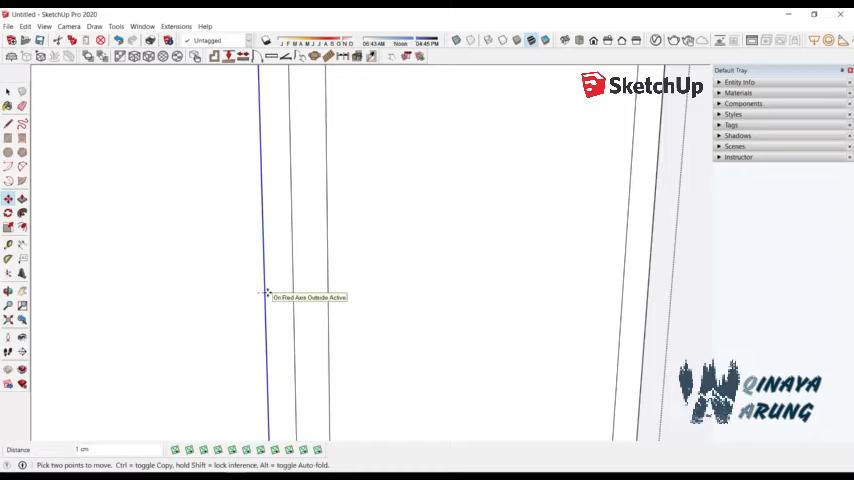 Untitled - SketchUp Pro 2020
File Edit View Camera Draw Tools Window Extensions Help
Untagged
J F M A M J J A S O N D
06:43 AM Noon 04:45 PM
SketchUp
Default Tray
Entity Info
Materials
Components
Styles
Tags
Shadows
Scenes
Instructor
On Red Axis Outside Active
QINAYA
ARUNG
Distance 1 cm
Pick two points to move. Ctrl = toggle Copy, hold Shift = lock inference, Alt = toggle Auto-fold.